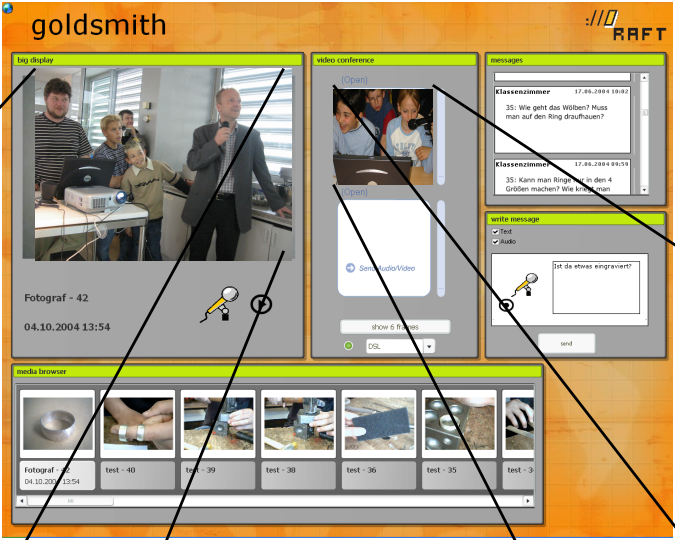 goldsmith
://
RAFT
big display
Fotograf - 42
04.10.2004 13:54
video conference
(Open)
(Open)
Send Audio/Video
show 6 frames
DSL
messages
Klassenzimmer 17.06.2004 10:02
35: Wie geht das Wölben? Muss
man auf den Ring draufhauen?
Klassenzimmer 17.06.2004 09:59
35: Kann man Ringe nur in den 4
Größen machen? Wie kriegt man
write message
Text
Audio
Ist da etwas eingraviert?
send
media browser
Fotograf - 42
04.10.2004 13:54
test - 40
test - 39
test - 38
test - 36
test - 35
test - 3